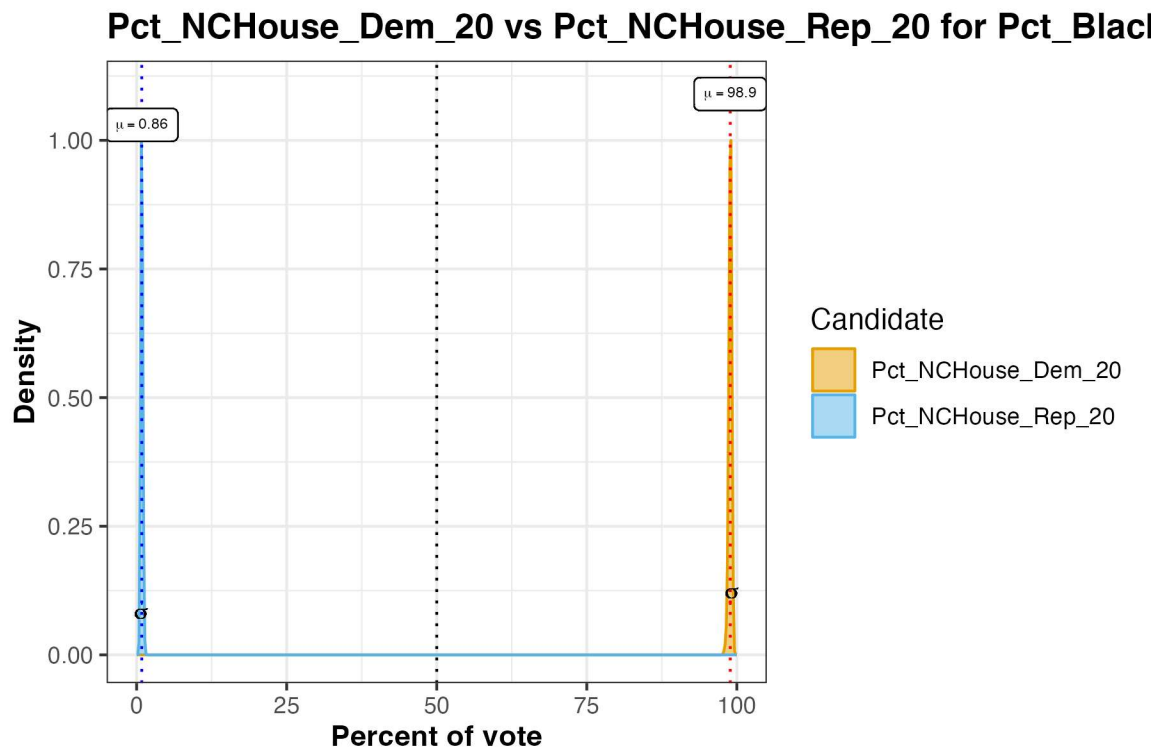 Pct_NCHouse_Dem_20 vs Pct_NCHouse_Rep_20 for Pct_Blac
μ = 98.9
μ = 0.86
1.00
0.75
0.50
0.25
0.00
σ
σ
Density
0
25
50
75
100
Percent of vote
Candidate
Pct_NCHouse_Dem_20
Pct_NCHouse_Rep_20